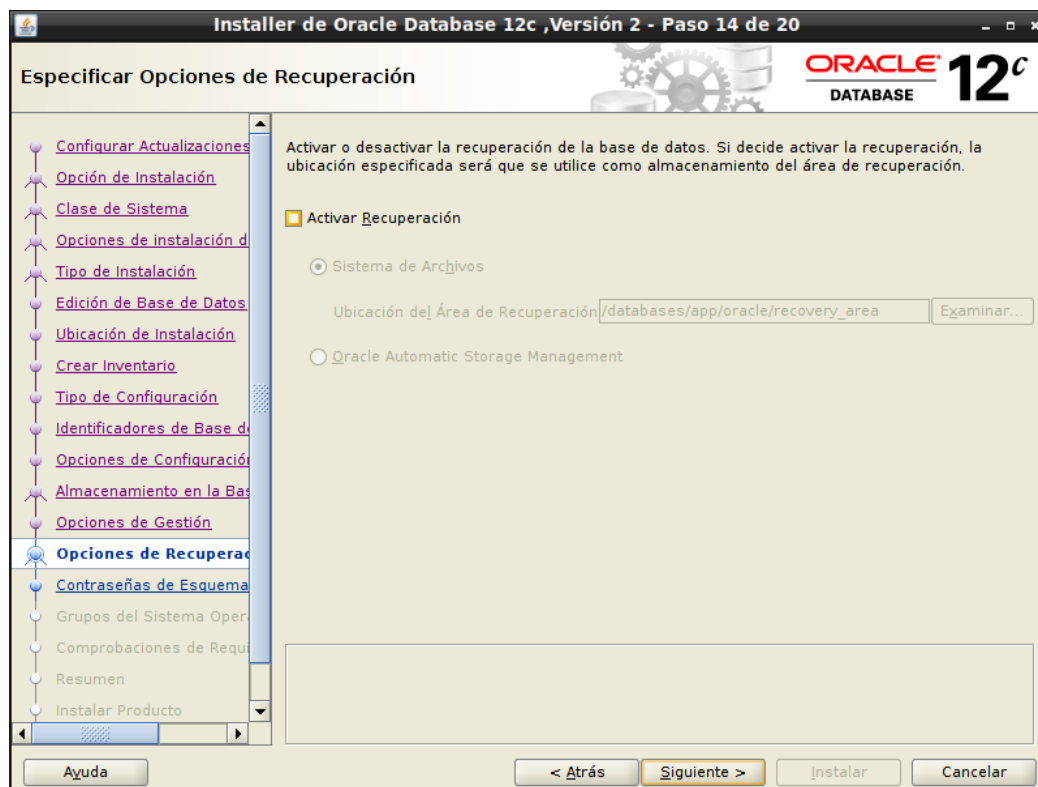 Installer de Oracle Database 12c ,Versión 2 - Paso 14 de 20
Especificar Opciones de Recuperación
ORACLE 12c
DATABASE
Configurar Actualizaciones
Opción de Instalación
Clase de Sistema
Opciones de instalación d
Tipo de Instalación
Edición de Base de Datos
Ubicación de Instalación
Crear Inventario
Tipo de Configuración
Identificadores de Base de
Opciones de Configuración
Almacenamiento en la Bas
Opciones de Gestión
Opciones de Recuperac
Contraseñas de Esquema
Grupos del Sistema Opera
Comprobaciones de Requi
Resumen
Instalar Producto
Activar o desactivar la recuperación de la base de datos. Si decide activar la recuperación, la
ubicación especificada será que se utilice como almacenamiento del área de recuperación.
Activar Recuperación
Sistema de Archivos
Ubicación del Área de Recuperación /databases/app/oracle/recovery_area Examinar...
Oracle Automatic Storage Management
Ayuda < Atrás Siguiente > Instalar Cancelar